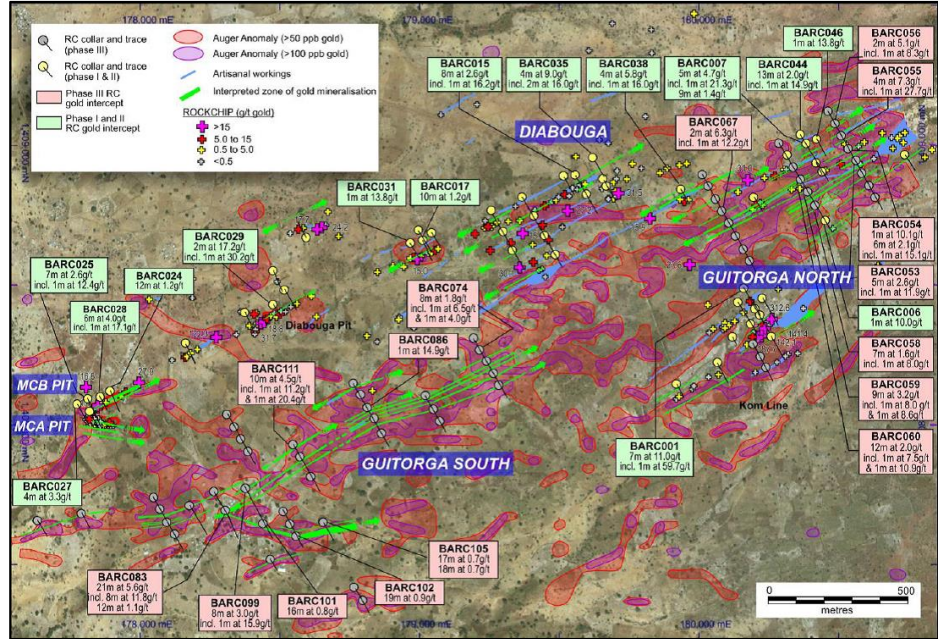 178,000 mE
179,000 mE
180,000 mE
RC collar and trace
(phase III)
RC collar and trace
(phase I & II)
Phase III RC
gold intercept
Phase I and II
RC gold intercept
Auger Anomaly (>50 ppb gold)
Auger Anomaly (>100 ppb gold)
Artisanal workings
Interpreted zone of gold mineralisation
ROCKCHIP (g/t gold)
>15
5.0 to 15
0.5 to 5.0
<0.5
BARC015
8m at 2.6g/t
incl. 1m at 16.2g/t
BARC035
4m at 9.0g/t
incl. 2m at 16.0g/t
BARC038
4m at 5.8g/t
incl. 1m at 16.0g/t
BARC007
5m at 4.7g/t
incl. 1m at 21.3g/t
9m at 1.4g/t
BARC044
13m at 2.0g/t
incl. 1m at 14.9g/t
BARC046
1m at 13.8g/t
BARC056
2m at 5.1g/t
incl. 1m at 8.3g/t
BARC055
4m at 7.3g/t
incl. 1m at 27.7g/t
DIABOUGA
BARC067
2m at 6.3g/t
incl. 1m at 12.2g/t
BARC031
1m at 13.8g/t
BARC017
10m at 1.2g/t
BARC029
2m at 17.2g/t
incl. 1m at 30.2g/t
BARC025
7m at 2.6g/t
incl. 1m at 12.4g/t
BARC024
12m at 1.2g/t
BARC028
6m at 4.0g/t
incl. 1m at 17.1g/t
Diabouga Pit
BARC074
8m at 1.8g/t
incl. 1m at 6.5g/t
& 1m at 4.0g/t
GUITORGA NORTH
BARC054
1m at 10.1g/t
6m at 2.1g/t
incl. 1m at 15.1g/t
BARC053
5m at 2.6g/t
incl. 1m at 11.9g/t
BARC006
1m at 10.0g/t
BARC058
7m at 1.6g/t
incl. 1m at 8.0g/t
BARC059
9m at 3.2g/t
incl. 1m at 8.0 g/t
& 1m at 8.6g/t
BARC060
12m at 2.0g/t
incl. 1m at 7.5g/t
& 1m at 10.9g/t
BARC086
1m at 14.9g/t
BARC111
10m at 4.5g/t
incl. 1m at 11.2g/t
& 1m at 20.4g/t
MCB PIT
MCA PIT
Kom Line
GUITORGA SOUTH
BARC001
7m at 11.0g/t
incl. 1m at 59.7g/t
BARC027
4m at 3.3g/t
BARC083
21m at 5.6g/t
incl. 8m at 11.8g/t
12m at 1.1g/t
BARC099
8m at 3.0g/t
incl. 1m at 15.9g/t
BARC101
16m at 0.8g/t
BARC102
19m at 0.9g/t
BARC105
17m at 0.7g/t
18m at 0.7g/t
0 500
metres
178,000 mE
179,000 mE
180,000 mE